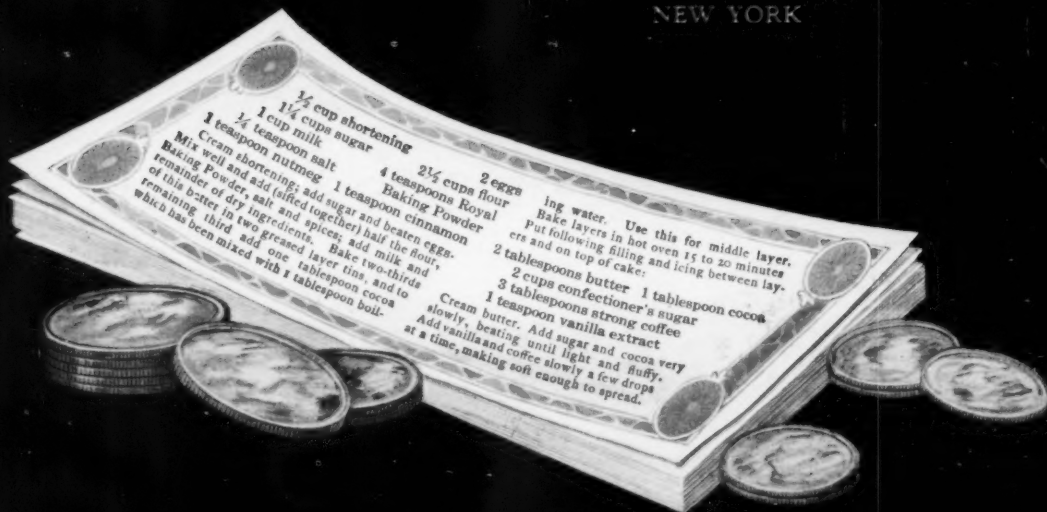 NEW YORK
½ cup shortening 2 eggs
1¼ cups sugar 2½ cups flour
1 cup milk 4 teaspoons Royal
¼ teaspoon salt Baking Powder
1 teaspoon nutmeg 1 teaspoon cinnamon
Cream shortening; add sugar and beaten eggs.
Mix well and add (sifted together) half the flour,
Baking Powder, salt and spices; add milk and
remainder of dry ingredients. Bake two-thirds
of this batter in two greased layer tins, and to
remaining third add one tablespoon cocoa
which has been mixed with 1 tablespoon boil-
ing water. Use this for middle layer.
Bake layers in hot oven 15 to 20 minutes
Put following filling and icing between lay-
ers and on top of cake:
2 tablespoons butter 1 tablespoon cocoa
2 cups confectioner's sugar
3 tablespoons strong coffee
1 teaspoon vanilla extract
Cream butter. Add sugar and cocoa very
slowly, beating until light and fluffy.
Add vanilla and coffee slowly a few drops
at a time, making soft enough to spread.